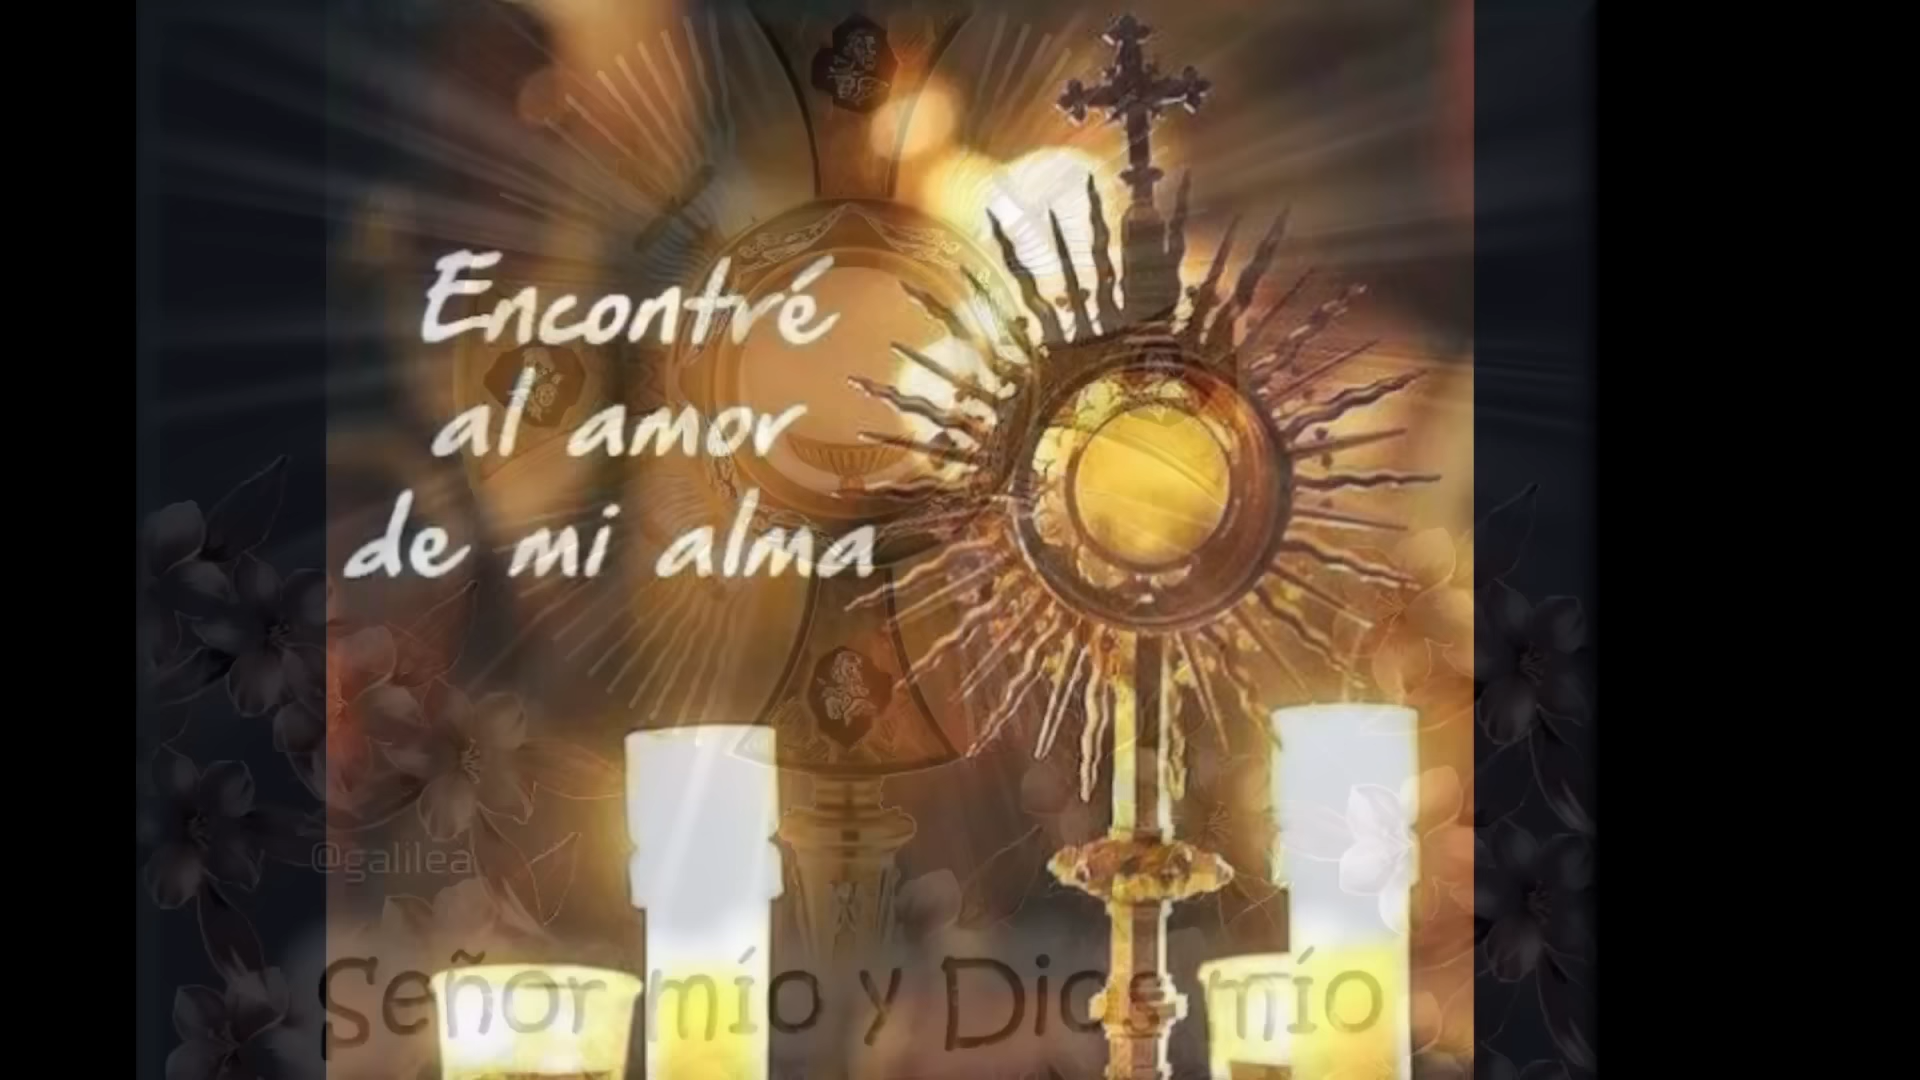 Encontré
al amor
de mi alma
@galilea
Señor mío y Dios mío